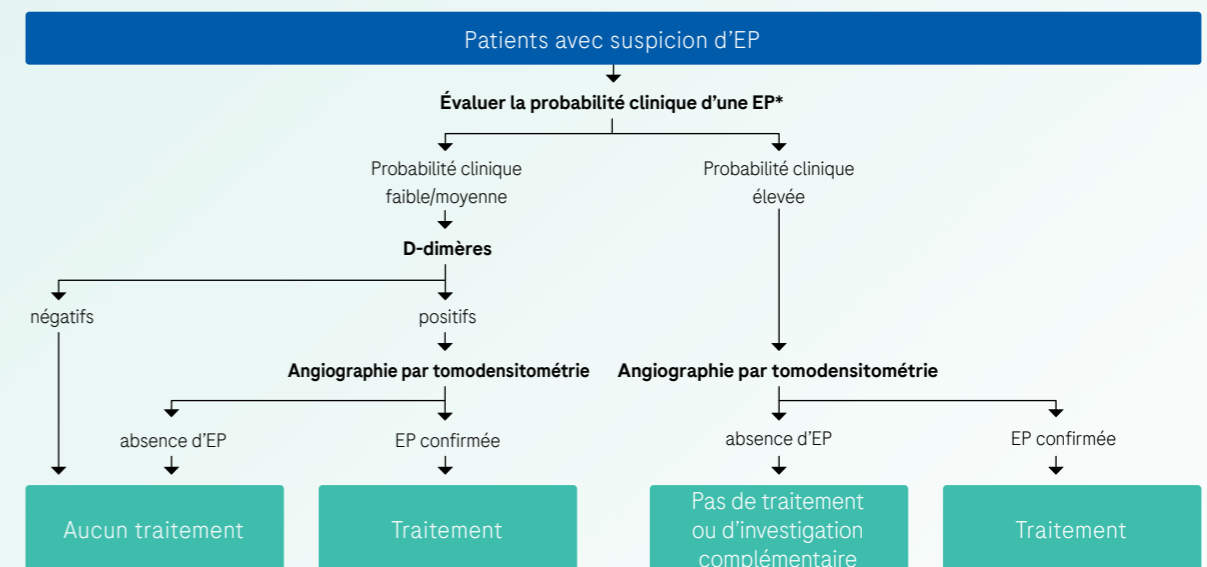 Patients avec suspicion d'EP
Évaluer la probabilité clinique d'une EP*
Probabilité clinique
faible/moyenne
Probabilité clinique
élevée
D-dimères
négatifs
positifs
Angiographie par tomodensitométrie
Angiographie par tomodensitométrie
absence d'EP
EP confirmée
absence d'EP
EP confirmée
Aucun traitement
Traitement
Pas de traitement
ou d'investigation
complémentaire
Traitement